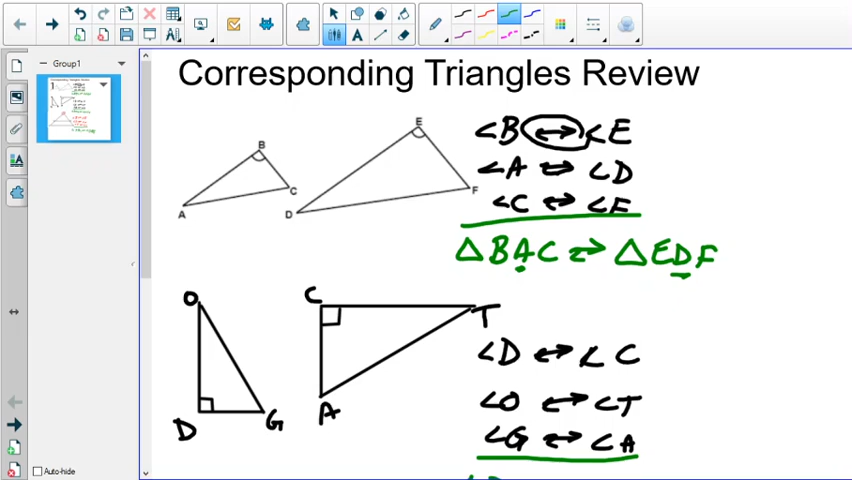 Group1
Corresponding Triangles Review
B
C
A
E
F
D
∠B ↔ ∠E
∠A ⇔ ∠D
∠C ⇔ ∠F
△BAC ⇄ △EDF
O
D
G
C
T
A
∠D ↔ ∠C
∠O ↔ ∠T
∠G ↔ ∠A
Auto-hide